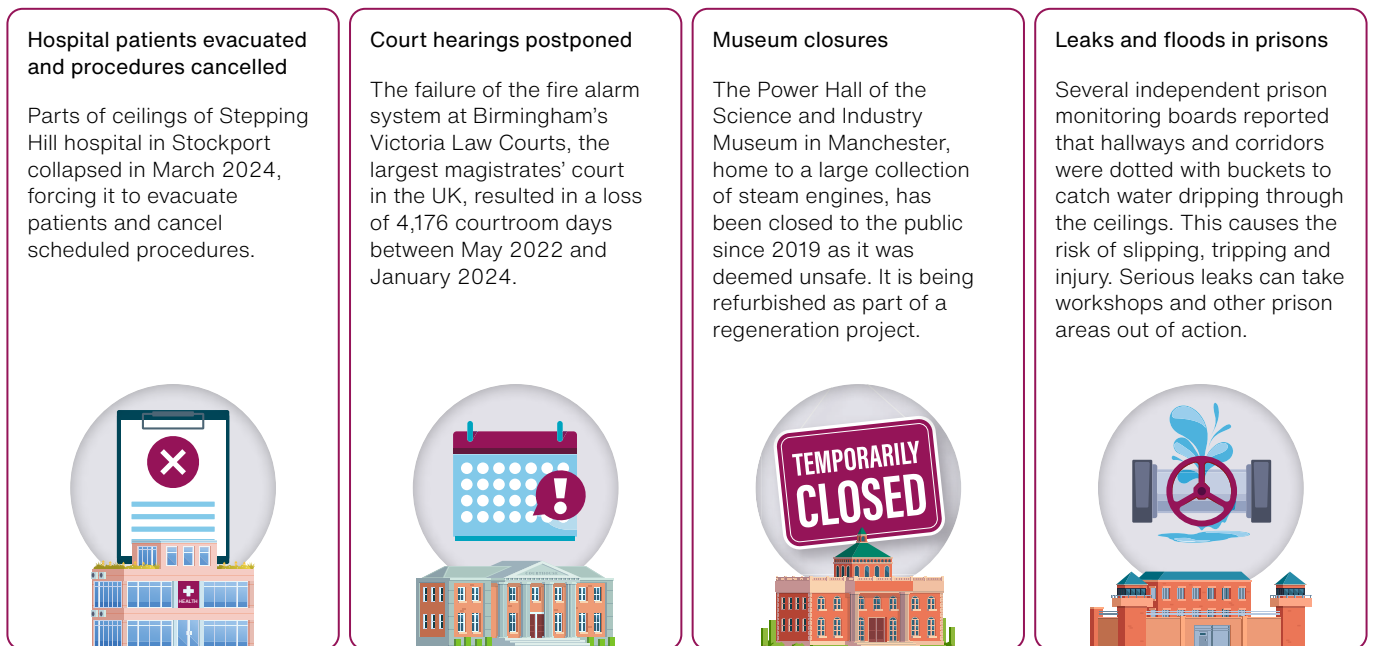 Hospital patients evacuated
and procedures cancelled
Parts of ceilings of Stepping
Hill hospital in Stockport
collapsed in March 2024,
forcing it to evacuate
patients and cancel
scheduled procedures.
HEALTH
Court hearings postponed
The failure of the fire alarm
system at Birmingham’s
Victoria Law Courts, the
largest magistrates’ court
in the UK, resulted in a loss
of 4,176 courtroom days
between May 2022 and
January 2024.
Museum closures
The Power Hall of the
Science and Industry
Museum in Manchester,
home to a large collection
of steam engines, has
been closed to the public
since 2019 as it was
deemed unsafe. It is being
refurbished as part of a
regeneration project.
TEMPORARILY
CLOSED
Leaks and floods in prisons
Several independent prison
monitoring boards reported
that hallways and corridors
were dotted with buckets to
catch water dripping through
the ceilings. This causes the
risk of slipping, tripping and
injury. Serious leaks can take
workshops and other prison
areas out of action.